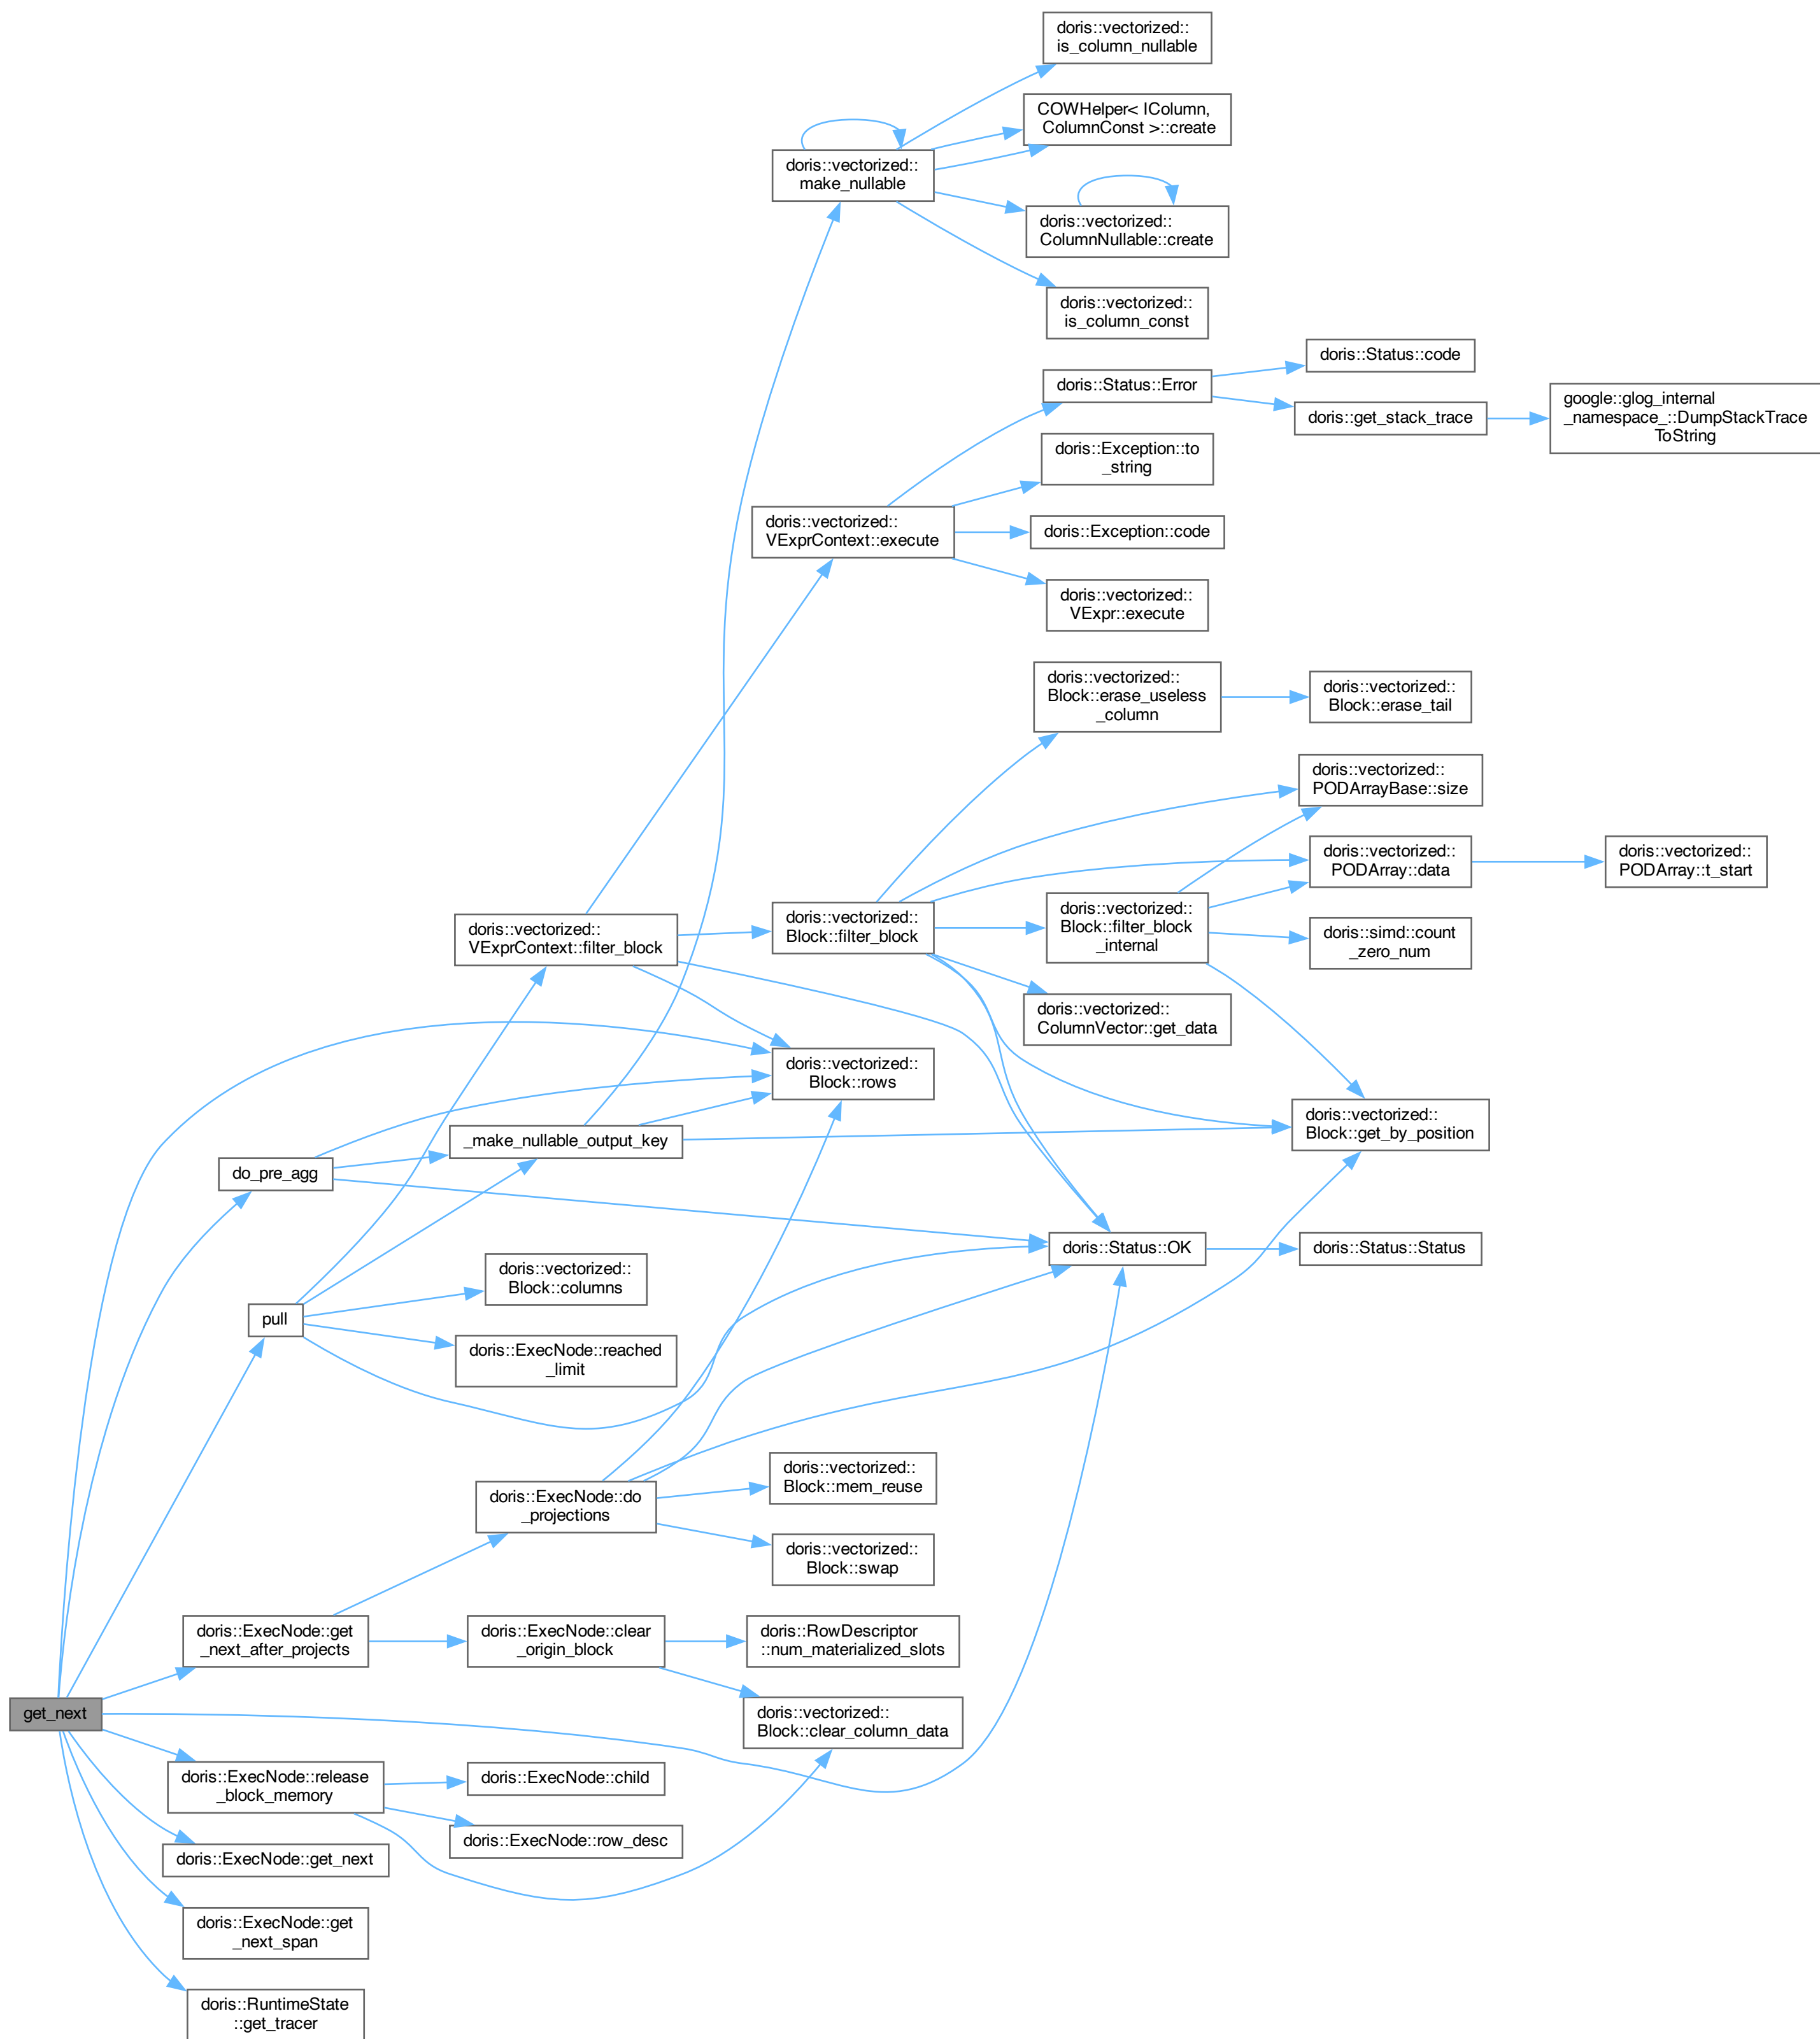 doris::vectorized::
is_column_nullable
COWHelper< IColumn,
ColumnConst >::create
doris::vectorized::
make_nullable
doris::vectorized::
ColumnNullable::create
doris::vectorized::
is_column_const
doris::Status::code
doris::Status::Error
google::glog_internal
_namespace_::DumpStackTrace
ToString
doris::get_stack_trace
doris::Exception::to
_string
doris::vectorized::
VExprContext::execute
doris::Exception::code
doris::vectorized::
VExpr::execute
doris::vectorized::
Block::erase_useless
_column
doris::vectorized::
Block::erase_tail
doris::vectorized::
PODArrayBase::size
doris::vectorized::
PODArray::data
doris::vectorized::
PODArray::t_start
doris::vectorized::
VExprContext::filter_block
doris::vectorized::
Block::filter_block
doris::vectorized::
Block::filter_block
_internal
doris::simd::count
_zero_num
doris::vectorized::
ColumnVector::get_data
doris::vectorized::
Block::rows
doris::vectorized::
Block::get_by_position
_make_nullable_output_key
do_pre_agg
doris::Status::OK
doris::Status::Status
doris::vectorized::
Block::columns
pull
doris::ExecNode::reached
_limit
doris::vectorized::
Block::mem_reuse
doris::ExecNode::do
_projections
doris::vectorized::
Block::swap
doris::ExecNode::get
_next_after_projects
doris::ExecNode::clear
_origin_block
doris::RowDescriptor
::num_materialized_slots
get_next
doris::vectorized::
Block::clear_column_data
doris::ExecNode::release
_block_memory
doris::ExecNode::child
doris::ExecNode::row_desc
doris::ExecNode::get_next
doris::ExecNode::get
_next_span
doris::RuntimeState
::get_tracer